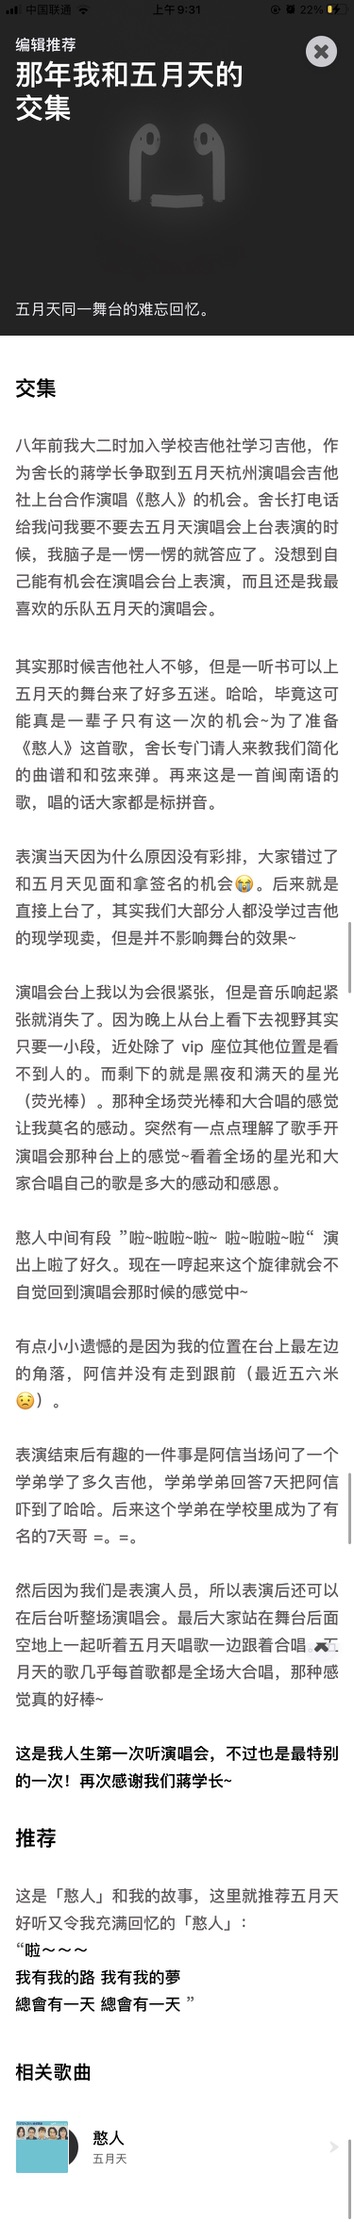 中国联通
上午9:31
22%
编辑推荐
那年我和五月天的
交集
五月天同一舞台的难忘回忆。
交集
八年前我大二时加入学校吉他社学习吉他，作
为舍长的蒋学长争取到五月天杭州演唱会吉他
社上台合作演唱《憨人》的机会。舍长打电话
给我问我要不要去五月天演唱会上台表演的时
候，我脑子是一愣一愣的就答应了。没想到自
己能有机会在演唱会台上表演，而且还是我最
喜欢的乐队五月天的演唱会。
其实那时候吉他社人不够，但是一听书可以上
五月天的舞台来了好多五迷。哈哈，毕竟这可
能真是一辈子只有这一次的机会~为了准备
《憨人》这首歌，舍长专门请人来教我们简化
的曲谱和和弦来弹。再来这是一首闽南语的
歌，唱的话大家都是标拼音。
表演当天因为什么原因没有彩排，大家错过了
和五月天见面和拿签名的机会😭。后来就是
直接上台了，其实我们大部分人都没学过吉他
的现学现卖，但是并不影响舞台的效果~
演唱会台上我以为会很紧张，但是音乐响起紧
张就消失了。因为晚上从台上看下去视野其实
只要一小段，近处除了 vip 座位其他位置是看
不到人的。而剩下的就是黑夜和满天的星光
（荧光棒）。那种全场荧光棒和大合唱的感觉
让我莫名的感动。突然有一点点理解了歌手开
演唱会那种台上的感觉~看着全场的星光和大
家合唱自己的歌是多大的感动和感恩。
憨人中间有段 ”啦~啦啦~啦~ 啦~啦啦~啦“ 演
出上啦了好久。现在一哼起来这个旋律就会不
自觉回到演唱会那时候的感觉中~
有点小小遗憾的是因为我的位置在台上最左边
的角落，阿信并没有走到跟前（最近五六米
😟）。
表演结束后有趣的一件事是阿信当场问了一个
学弟学了多久吉他，学弟学弟回答7天把阿信
吓到了哈哈。后来这个学弟在学校里成为了有
名的7天哥 =。=。
然后因为我们是表演人员，所以表演后还可以
在后台听整场演唱会。最后大家站在舞台后面
空地上一起听着五月天唱歌一边跟着合唱
月天的歌几乎每首歌都是全场大合唱，那种感
觉真的好棒~
这是我人生第一次听演唱会，不过也是最特别
的一次！再次感谢我们蒋学长~
推荐
这是「憨人」和我的故事，这里就推荐五月天
好听又令我充满回忆的「憨人」：
“啦～～～
我有我的路 我有我的夢
總會有一天 總會有一天 ”
相关歌曲
憨人
五月天